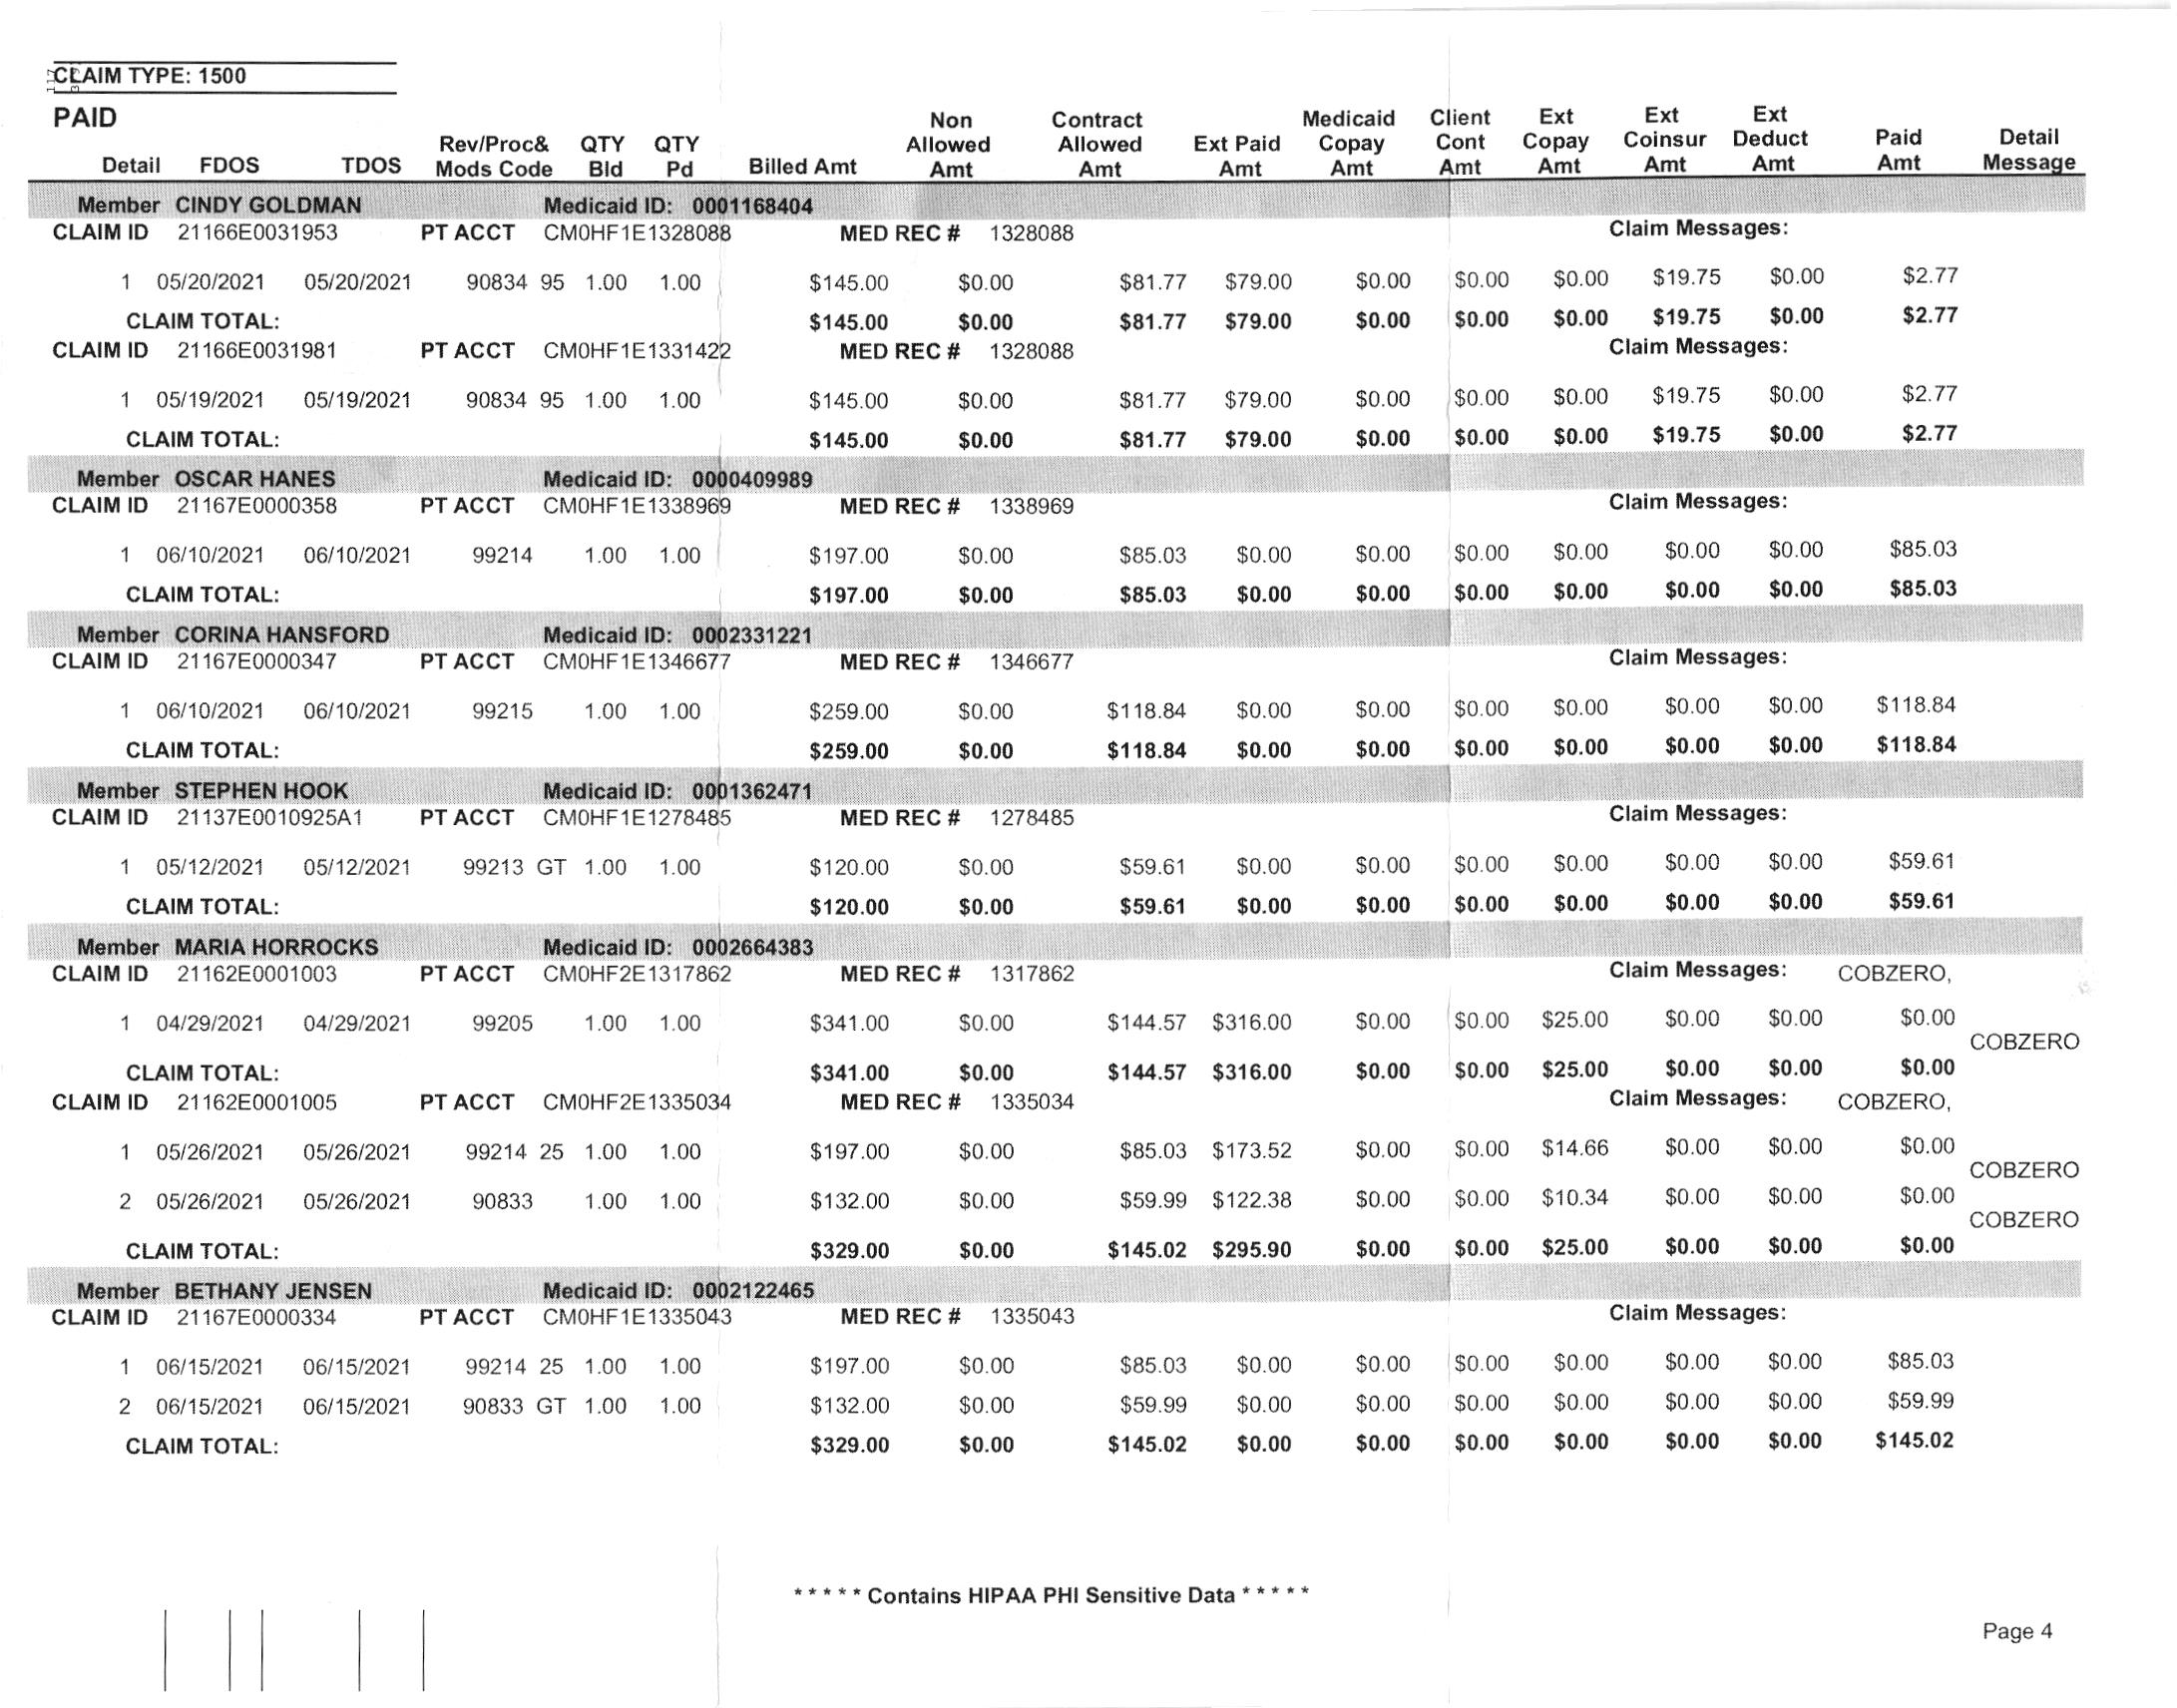 CLAIM TYPE: 1500
PAID
Detail FDOS TDOS Rev/Proc& Mods Code QTY Bld QTY Pd Billed Amt Non Allowed Amt Contract Allowed Amt Ext Paid Amt Medicaid Copay Amt Client Cont Amt Ext Copay Amt Ext Coinsur Amt Ext Deduct Amt Paid Amt Detail Message
Member CINDY GOLDMAN Medicaid ID: 0001168404
CLAIM ID 21166E0031953 PT ACCT CM0HF1E1328088 MED REC # 1328088 Claim Messages:
1 05/20/2021 05/20/2021 90834 95 1.00 1.00 $145.00 $0.00 $81.77 $79.00 $0.00 $0.00 $0.00 $19.75 $0.00 $2.77
CLAIM TOTAL: $145.00 $0.00 $81.77 $79.00 $0.00 $0.00 $0.00 $19.75 $0.00 $2.77
CLAIM ID 21166E0031981 PT ACCT CM0HF1E1331422 MED REC # 1328088 Claim Messages:
1 05/19/2021 05/19/2021 90834 95 1.00 1.00 $145.00 $0.00 $81.77 $79.00 $0.00 $0.00 $0.00 $19.75 $0.00 $2.77
CLAIM TOTAL: $145.00 $0.00 $81.77 $79.00 $0.00 $0.00 $0.00 $19.75 $0.00 $2.77
Member OSCAR HANES Medicaid ID: 0000409989
CLAIM ID 21167E0000358 PT ACCT CM0HF1E1338969 MED REC # 1338969 Claim Messages:
1 06/10/2021 06/10/2021 99214 1.00 1.00 $197.00 $0.00 $85.03 $0.00 $0.00 $0.00 $0.00 $0.00 $0.00 $85.03
CLAIM TOTAL: $197.00 $0.00 $85.03 $0.00 $0.00 $0.00 $0.00 $0.00 $0.00 $85.03
Member CORINA HANSFORD Medicaid ID: 0002331221
CLAIM ID 21167E0000347 PT ACCT CM0HF1E1346677 MED REC # 1346677 Claim Messages:
1 06/10/2021 06/10/2021 99215 1.00 1.00 $259.00 $0.00 $118.84 $0.00 $0.00 $0.00 $0.00 $0.00 $0.00 $118.84
CLAIM TOTAL: $259.00 $0.00 $118.84 $0.00 $0.00 $0.00 $0.00 $0.00 $0.00 $118.84
Member STEPHEN HOOK Medicaid ID: 0001362471
CLAIM ID 21137E0010925A1 PT ACCT CM0HF1E1278485 MED REC # 1278485 Claim Messages:
1 05/12/2021 05/12/2021 99213 GT 1.00 1.00 $120.00 $0.00 $59.61 $0.00 $0.00 $0.00 $0.00 $0.00 $0.00 $59.61
CLAIM TOTAL: $120.00 $0.00 $59.61 $0.00 $0.00 $0.00 $0.00 $0.00 $0.00 $59.61
Member MARIA HORROCKS Medicaid ID: 0002664383
CLAIM ID 21162E0001003 PT ACCT CM0HF2E1317862 MED REC # 1317862 Claim Messages: COBZERO,
1 04/29/2021 04/29/2021 99205 1.00 1.00 $341.00 $0.00 $144.57 $316.00 $0.00 $0.00 $25.00 $0.00 $0.00 $0.00
COBZERO
CLAIM TOTAL: $341.00 $0.00 $144.57 $316.00 $0.00 $0.00 $25.00 $0.00 $0.00 $0.00
CLAIM ID 21162E0001005 PT ACCT CM0HF2E1335034 MED REC # 1335034 Claim Messages: COBZERO,
1 05/26/2021 05/26/2021 99214 25 1.00 1.00 $197.00 $0.00 $85.03 $173.52 $0.00 $0.00 $14.66 $0.00 $0.00 $0.00
COBZERO
2 05/26/2021 05/26/2021 90833 1.00 1.00 $132.00 $0.00 $59.99 $122.38 $0.00 $0.00 $10.34 $0.00 $0.00 $0.00
COBZERO
CLAIM TOTAL: $329.00 $0.00 $145.02 $295.90 $0.00 $0.00 $25.00 $0.00 $0.00 $0.00
Member BETHANY JENSEN Medicaid ID: 0002122465
CLAIM ID 21167E0000334 PT ACCT CM0HF1E1335043 MED REC # 1335043 Claim Messages:
1 06/15/2021 06/15/2021 99214 25 1.00 1.00 $197.00 $0.00 $85.03 $0.00 $0.00 $0.00 $0.00 $0.00 $0.00 $85.03
2 06/15/2021 06/15/2021 90833 GT 1.00 1.00 $132.00 $0.00 $59.99 $0.00 $0.00 $0.00 $0.00 $0.00 $0.00 $59.99
CLAIM TOTAL: $329.00 $0.00 $145.02 $0.00 $0.00 $0.00 $0.00 $0.00 $0.00 $145.02
* * * * * Contains HIPAA PHI Sensitive Data * * * * *
Page 4